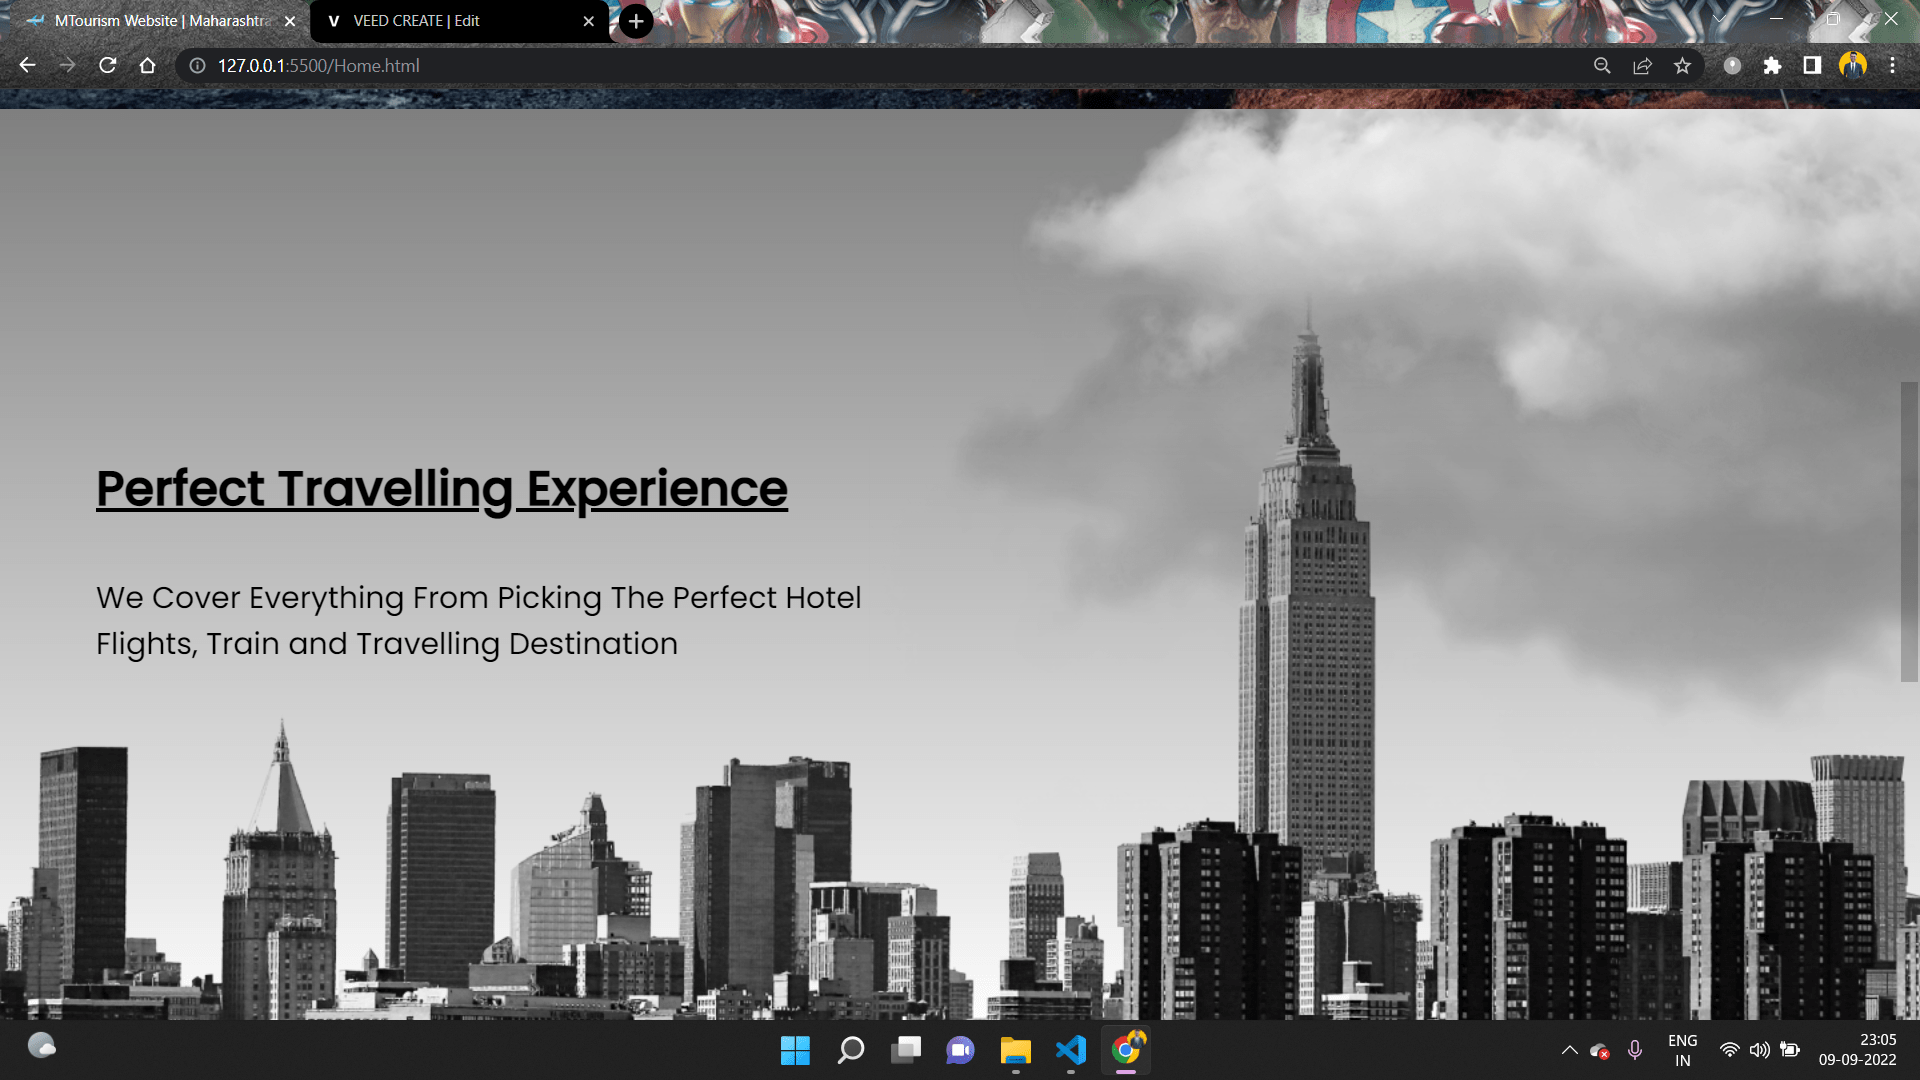 MTourism Website | Maharashtra
VEED CREATE | Edit
127.0.0.1:5500/Home.html
Perfect Travelling Experience
We Cover Everything From Picking The Perfect Hotel
Flights, Train and Travelling Destination
ENG
IN
23:05
09-09-2022